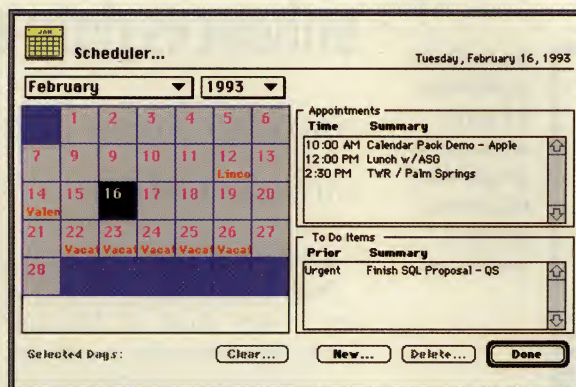 JAN
Scheduler...
Tuesday, February 16, 1993
February 1993
1 2 3 4 5 6
7 9 9 10 11 12 13
Linco
14 15 16 17 18 19 20
Valen
21 22 23 24 25 26 27
Vacat Vacat Vacat Vacat Vacat
28
Selected Days:
Clear...
Appointments
Time Summary
10:00 AM Calendar Pack Demo - Apple
12:00 PM Lunch w/ASG
2:30 PM TWR / Palm Springs
To Do Items
Prior Summary
Urgent Finish SQL Proposal - QS
New... Delete... Done